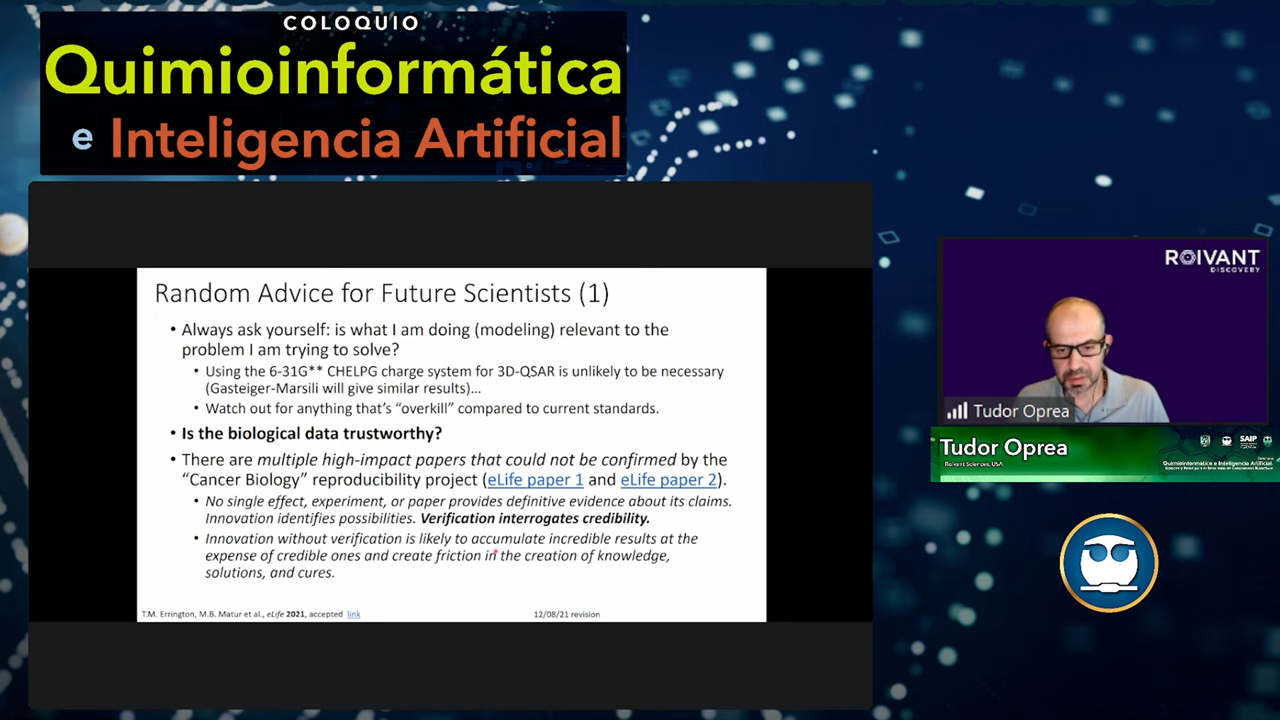 COLOQUIO
Quimioinformática
e Inteligencia Artificial
Random Advice for Future Scientists (1)
• Always ask yourself: is what I am doing (modeling) relevant to the
problem I am trying to solve?
• Using the 6-31G** CHELPG charge system for 3D-QSAR is unlikely to be necessary
(Gasteiger-Marsili will give similar results)…
• Watch out for anything that's "overkill" compared to current standards.
• Is the biological data trustworthy?
• There are multiple high-impact papers that could not be confirmed by the
"Cancer Biology" reproducibility project (eLife paper 1 and eLife paper 2).
• No single effect, experiment, or paper provides definitive evidence about its claims.
Innovation identifies possibilities. Verification interrogates credibility.
• Innovation without verification is likely to accumulate incredible results at the
expense of credible ones and create friction in the creation of knowledge,
solutions, and cures.
T.M. Errington, M.B. Matur et al., eLife 2021, accepted link
12/08/21 revision
ROIVANT
DISCOVERY
Tudor Oprea
Tudor Oprea
Roivant Sciences, USA
SAIP
Quimioinformática e Inteligencia Artificial